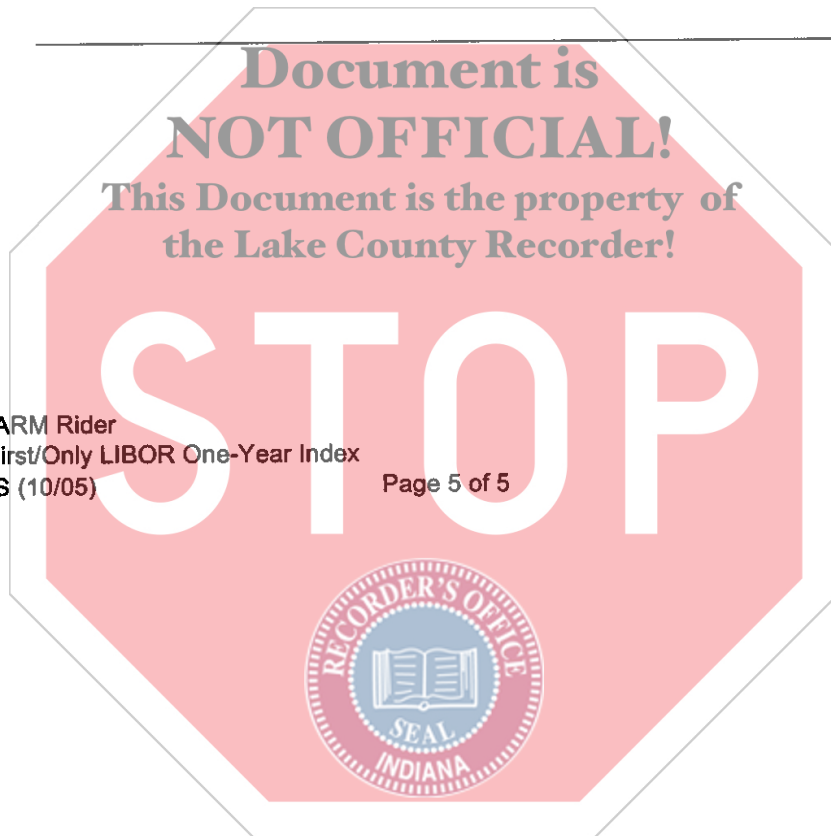 Document is
NOT OFFICIAL!
This Document is the property of
the Lake County Recorder!
STOP
ARM Rider
First/Only LIBOR One-Year Index
S (10/05)
Page 5 of 5
RECORDER'S OFFICE
SEAL
INDIANA